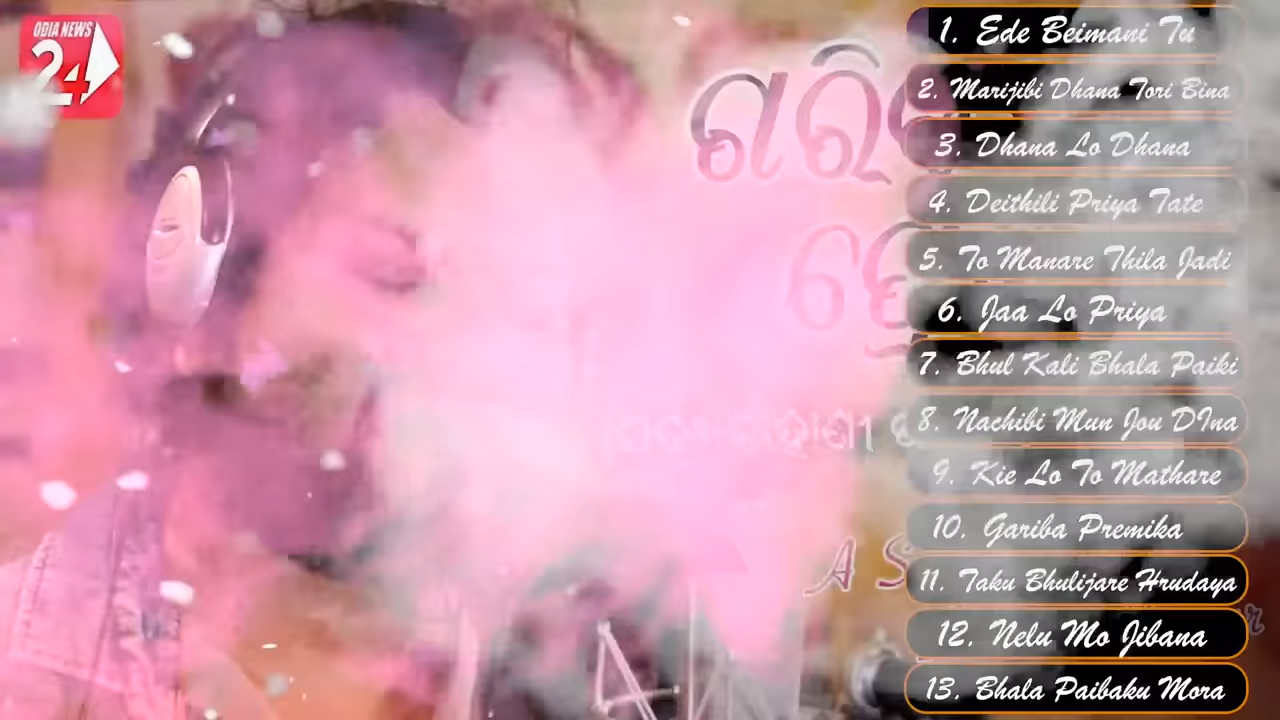 ODIA NEWS
24
ଗରିବ
1. Ede Beimani Tu
2. Marijibi Dhana Tori Bina
3. Dhana Lo Dhana
4. Deithili Priya Tate
5. To Manare Thila Jadi
6. Jaa Lo Priya
7. Bhul Kali Bhala Paiki
8. Nachibi Mun Jou DIna
9. Kie Lo To Mathare
10. Gariba Premika
11. Taku Bhulijare Hrudaya
12. Nelu Mo Jibana
13. Bhala Paibaku Mora
A S